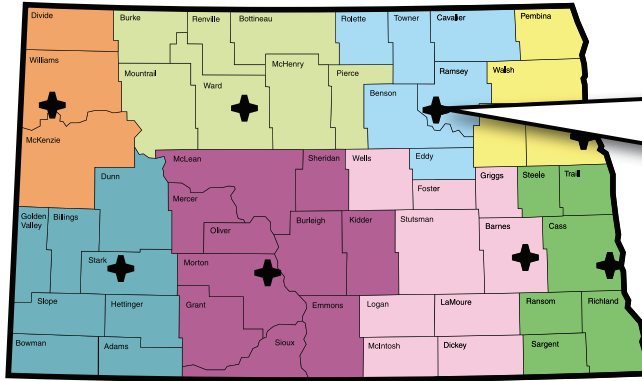 Divide
Burke
Renville
Bottineau
Rolette
Towner
Cavalier
Pembina
Williams
Mountrail
Ward
McHenry
Pierce
Benson
Ramsey
Walsh
McKenzie
Dunn
McLean
Sheridan
Wells
Eddy
Foster
Griggs
Steele
Traill
Mercer
Golden
Valley
Billings
Oliver
Burleigh
Kidder
Stutsman
Barnes
Cass
Stark
Morton
Slope
Hettinger
Grant
Emmons
Logan
LaMoure
Ransom
Richland
Sioux
Bowman
Adams
McIntosh
Dickey
Sargent